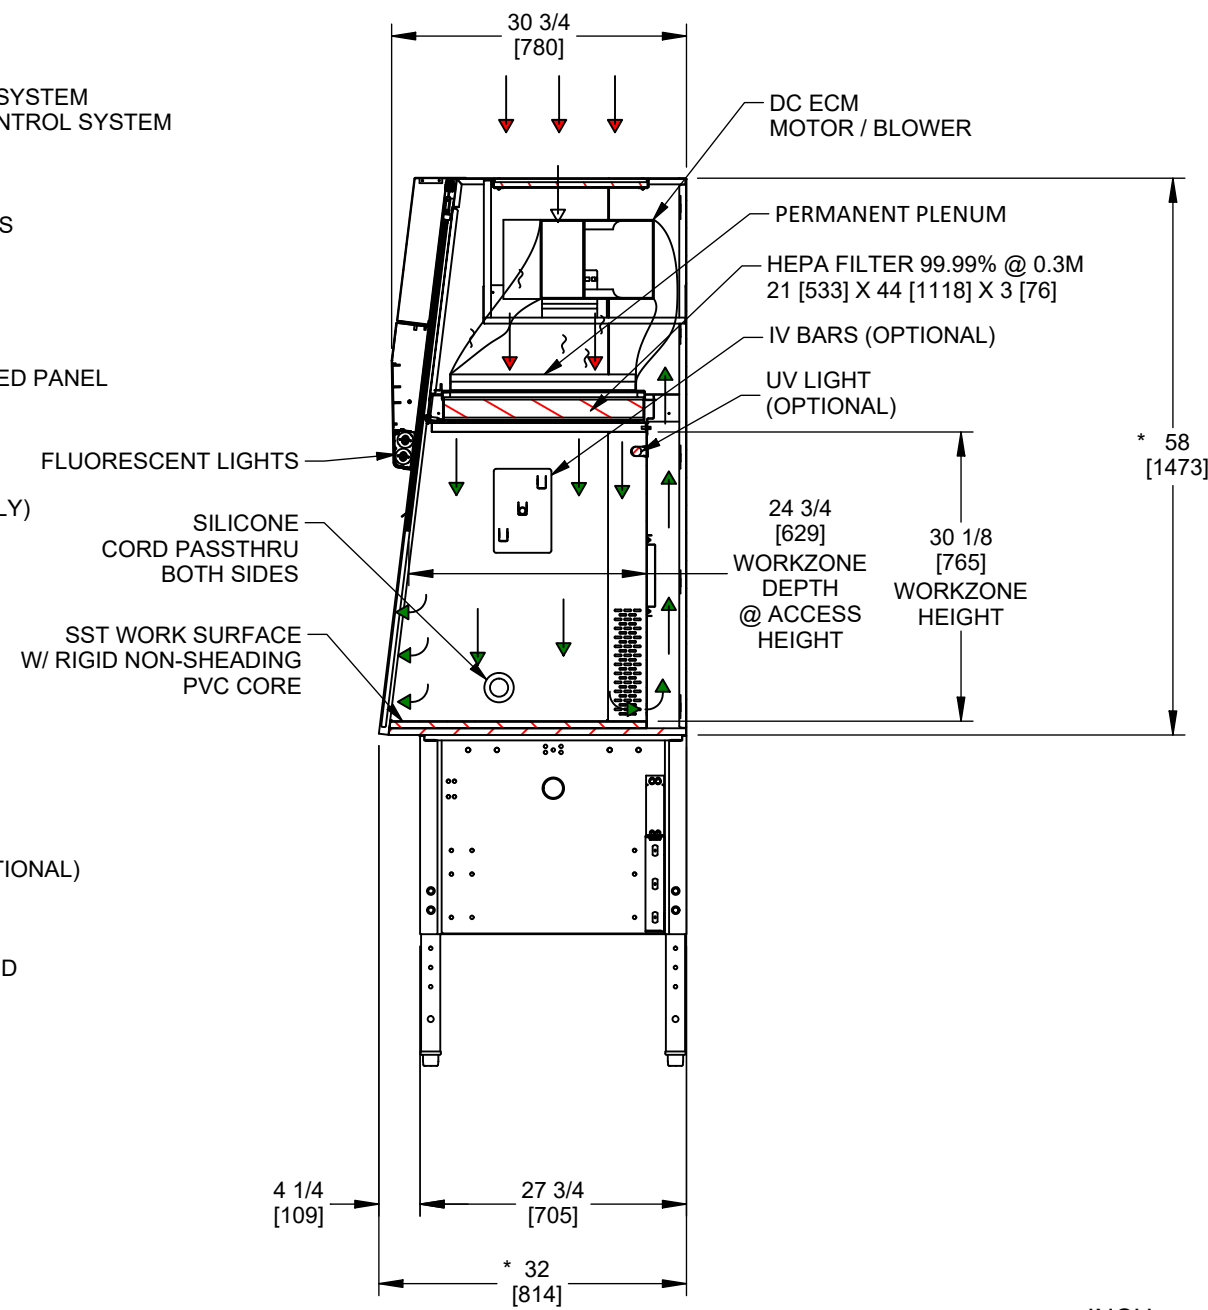 30 3/4
[780]
SYSTEM
NTROL SYSTEM
DC ECM
MOTOR / BLOWER
S
PERMANENT PLENUM
HEPA FILTER 99.99% @ 0.3M
21 [533] X 44 [1118] X 3 [76]
IV BARS (OPTIONAL)
ED PANEL
UV LIGHT
(OPTIONAL)
* 58
[1473]
FLUORESCENT LIGHTS
LY)
SILICONE
CORD PASSTHRU
BOTH SIDES
24 3/4
[629]
WORKZONE
DEPTH
@ ACCESS
HEIGHT
30 1/8
[765]
WORKZONE
HEIGHT
SST WORK SURFACE
W/ RIGID NON-SHEADING
PVC CORE
TIONAL)
D
4 1/4
[109]
27 3/4
[705]
* 32
[814]